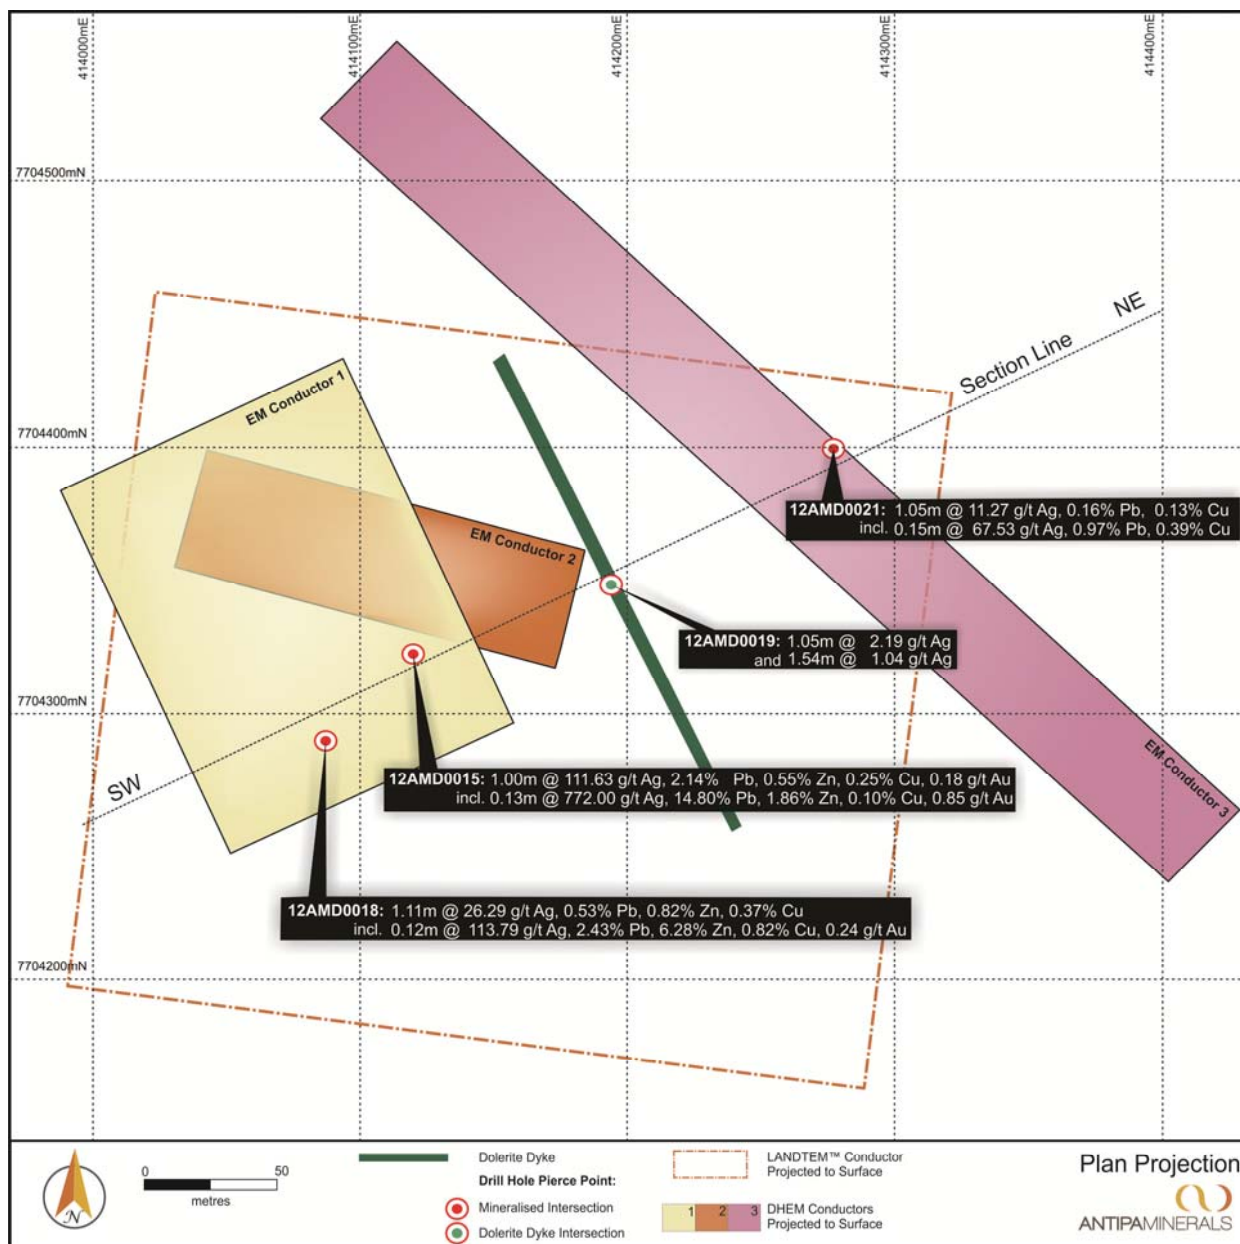 414000mE
414100mE
414200mE
414300mE
414400mE
7704500mN
7704400mN
7704300mN
7704200mN
NE
Section Line
SW
EM Conductor 1
EM Conductor 2
EM Conductor 3
12AMD0021: 1.05m @ 11.27 g/t Ag, 0.16% Pb, 0.13% Cu
incl. 0.15m @ 67.53 g/t Ag, 0.97% Pb, 0.39% Cu
12AMD0019: 1.05m @ 2.19 g/t Ag
and 1.54m @ 1.04 g/t Ag
12AMD0015: 1.00m @ 111.63 g/t Ag, 2.14% Pb, 0.55% Zn, 0.25% Cu, 0.18 g/t Au
incl. 0.13m @ 772.00 g/t Ag, 14.80% Pb, 1.86% Zn, 0.10% Cu, 0.85 g/t Au
12AMD0018: 1.11m @ 26.29 g/t Ag, 0.53% Pb, 0.82% Zn, 0.37% Cu
incl. 0.12m @ 113.79 g/t Ag, 2.43% Pb, 6.28% Zn, 0.82% Cu, 0.24 g/t Au
N
0 50
metres
Dolerite Dyke
Drill Hole Pierce Point:
Mineralised Intersection
Dolerite Dyke Intersection
LANDTEM™ Conductor
Projected to Surface
1 2 3
DHEM Conductors
Projected to Surface
Plan Projection
ANTIPAMINERALS